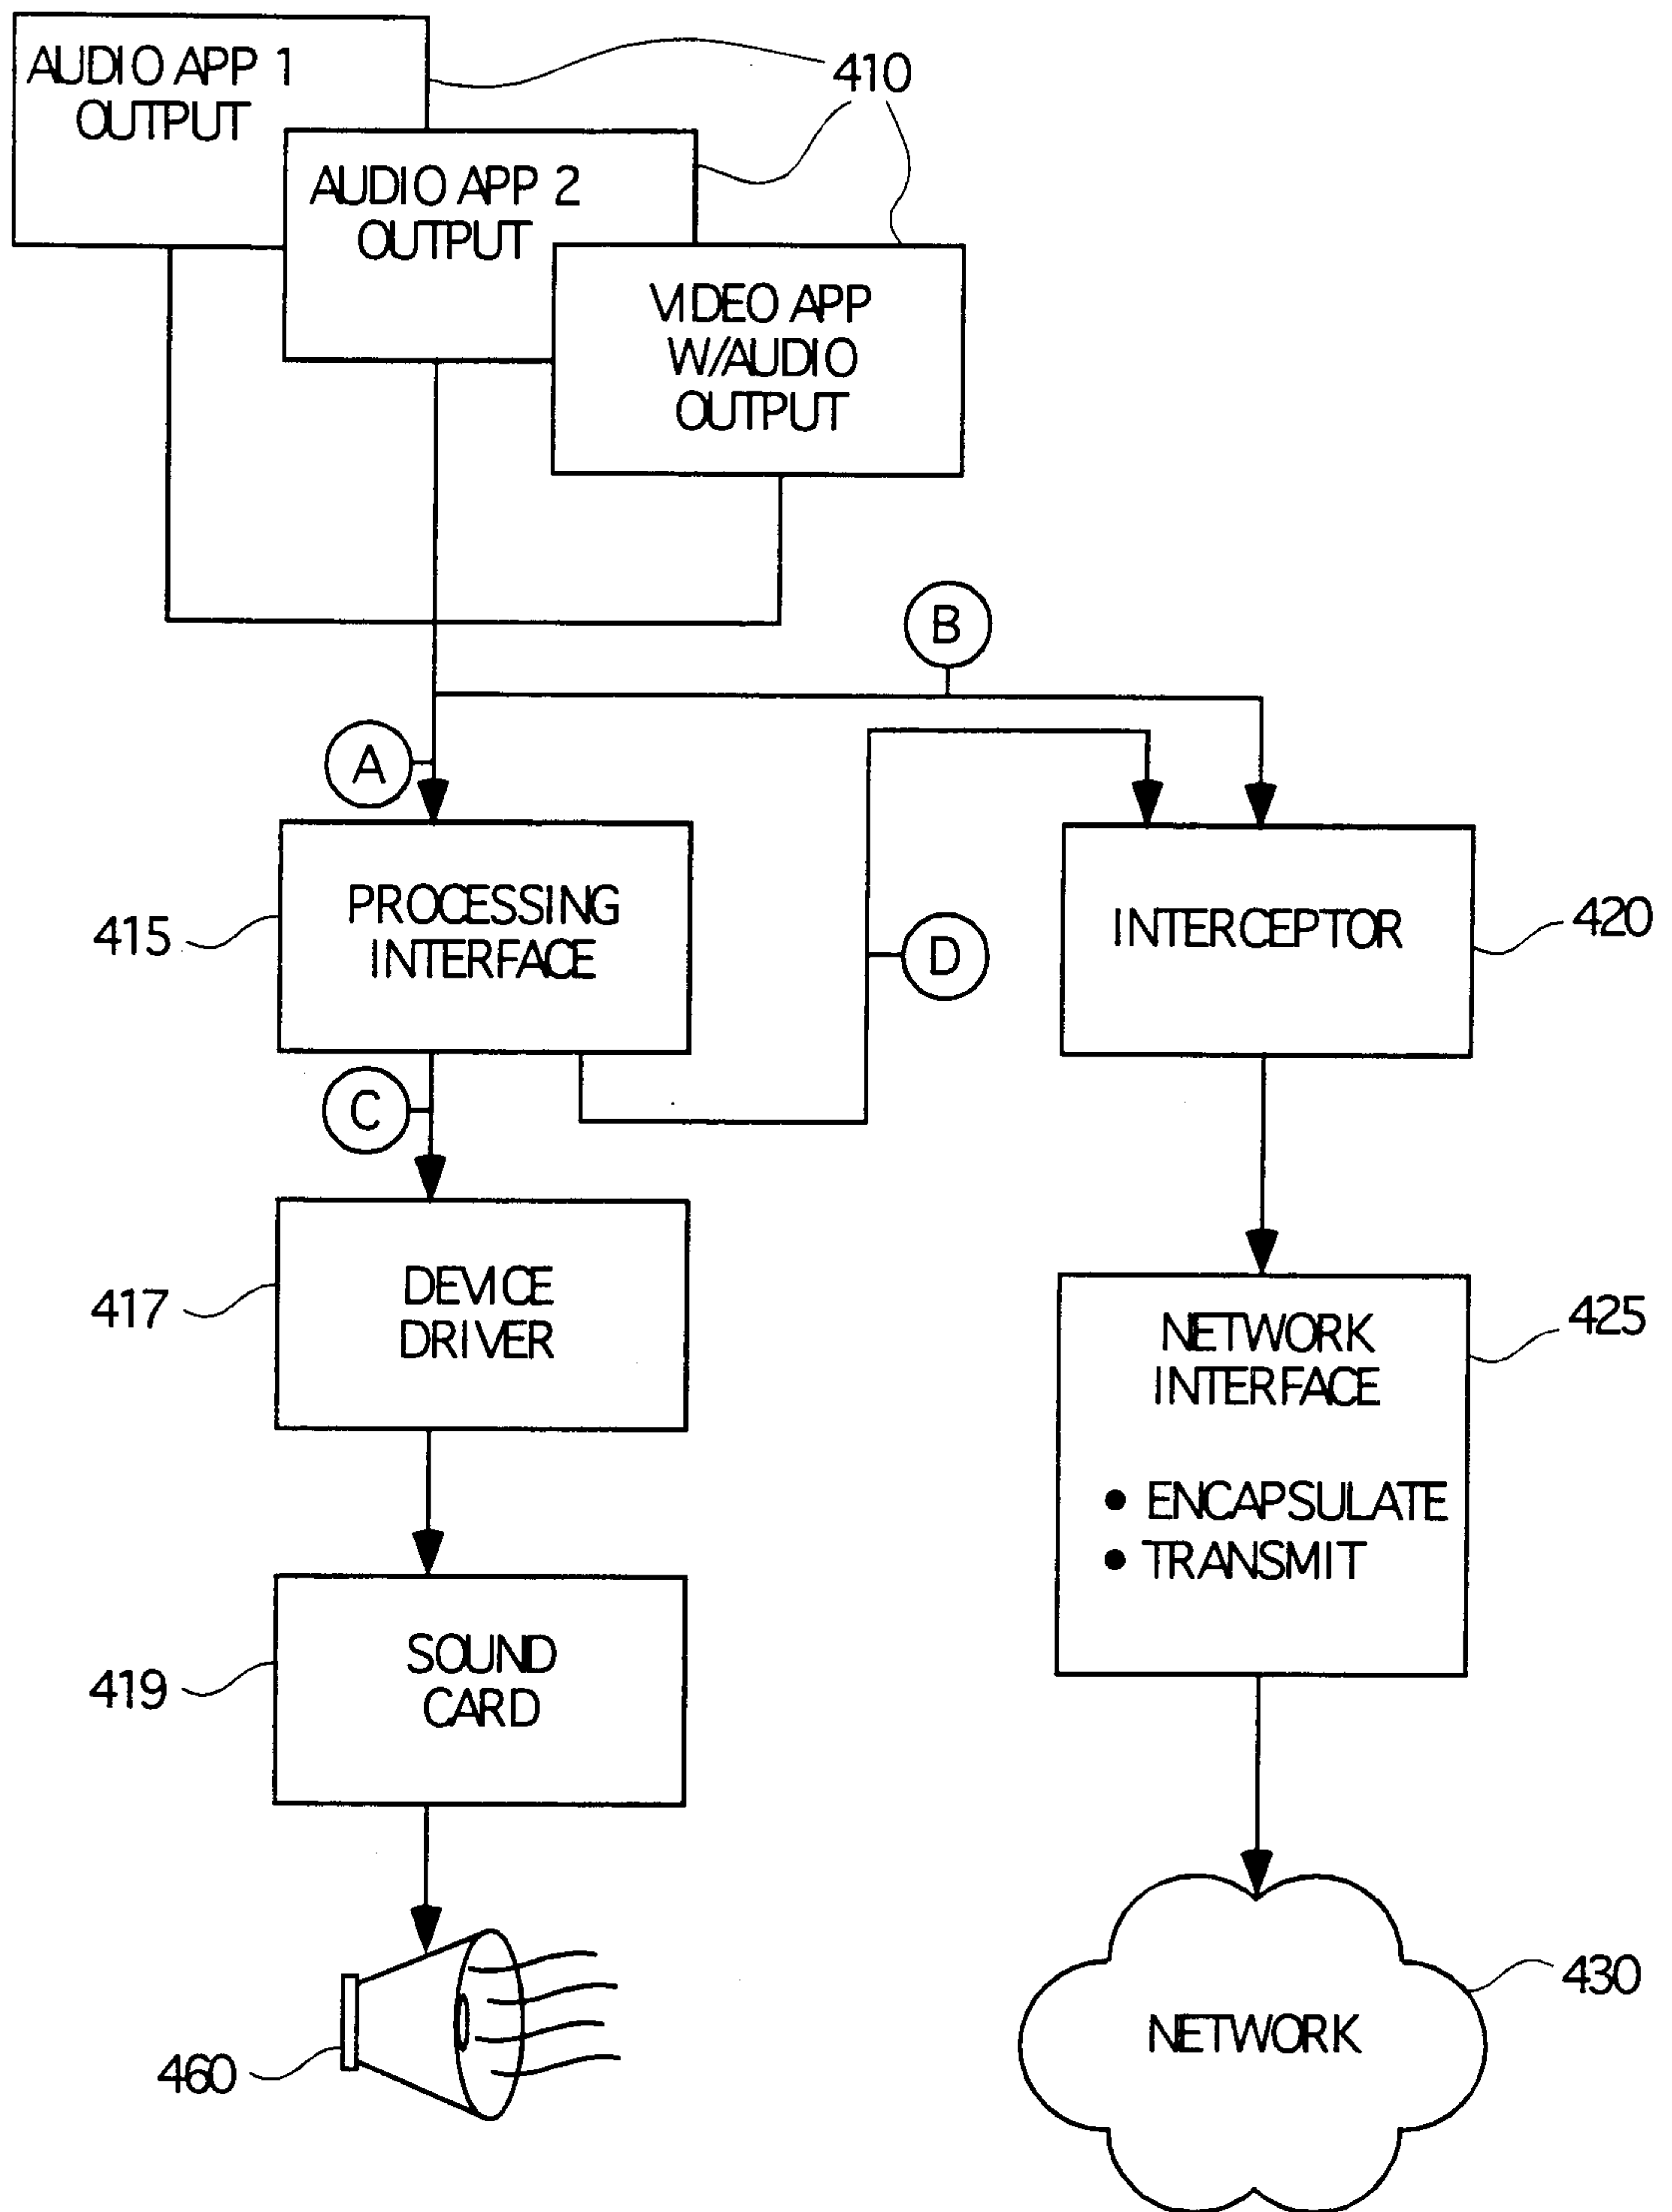 AUDIO APP 1
OUTPUT
410
AUDIO APP 2
OUTPUT
VIDEO APP
W/AUDIO
OUTPUT
B
A
PROCESSING
INTERFACE
415
D
INTERCEPTOR
420
C
DEVICE
DRIVER
417
NETWORK
INTERFACE
425
• ENCAPSULATE
• TRANSMIT
SOUND
CARD
419
460
NETWORK
430